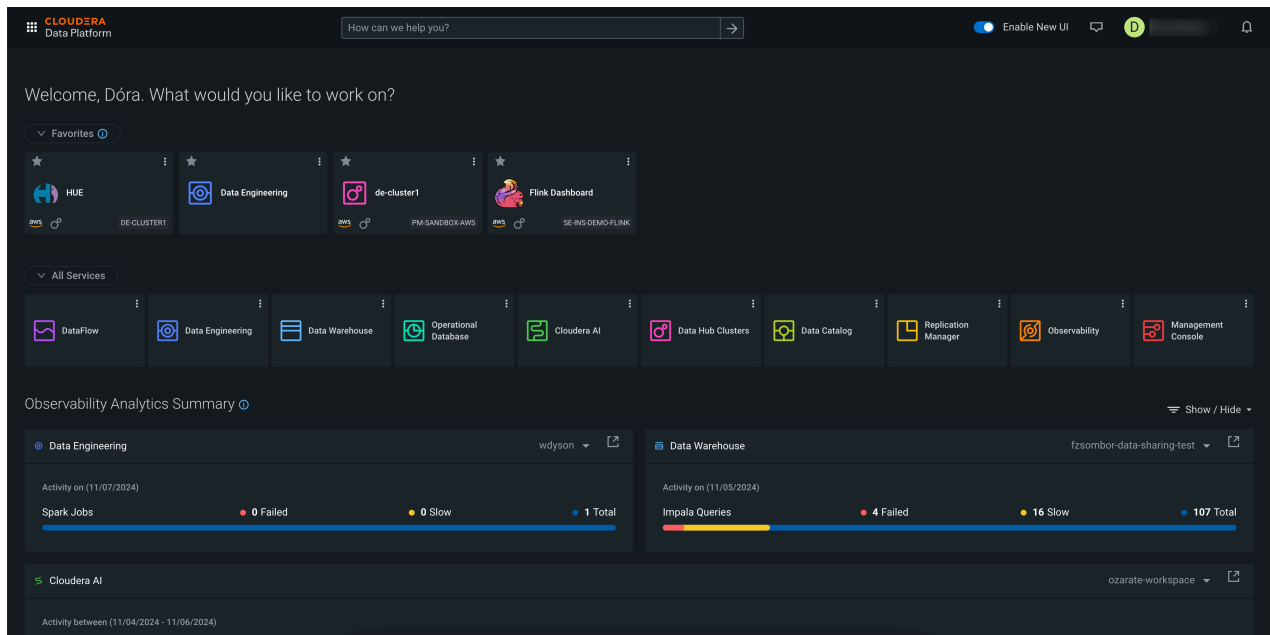 CLOUDERA
Data Platform
How can we help you?
Enable New UI
D
Welcome, Dóra. What would you like to work on?
Favorites
HUE
aws
DE-CLUSTER1
Data Engineering
de-cluster1
aws
PM-SANDBOX-AWS
Flink Dashboard
aws
SE-INS-DEMO-FLINK
All Services
DataFlow
Data Engineering
Data Warehouse
Operational
Database
Cloudera AI
Data Hub Clusters
Data Catalog
Replication
Manager
Observability
Management
Console
Observability Analytics Summary
Show / Hide
Data Engineering
wdyson
Activity on (11/07/2024)
Spark Jobs 0 Failed 0 Slow 1 Total
Data Warehouse
fzsombor-data-sharing-test
Activity on (11/05/2024)
Impala Queries 4 Failed 16 Slow 107 Total
Cloudera AI
ozarate-workspace
Activity between (11/04/2024 - 11/06/2024)